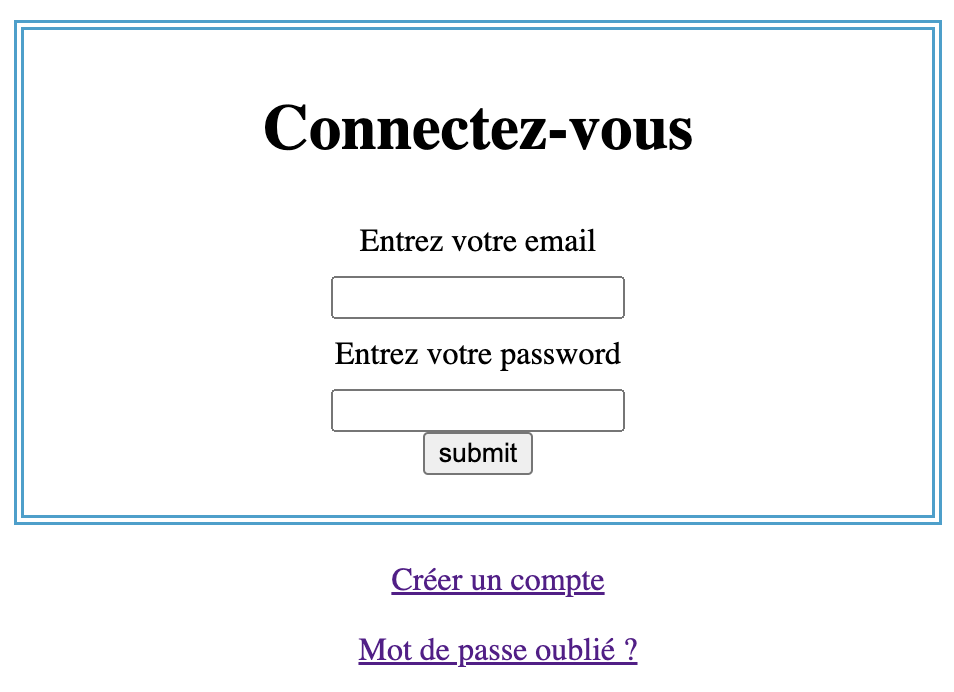 Connectez-vous
Entrez votre email
Entrez votre password
submit
Créer un compte
Mot de passe oublié ?